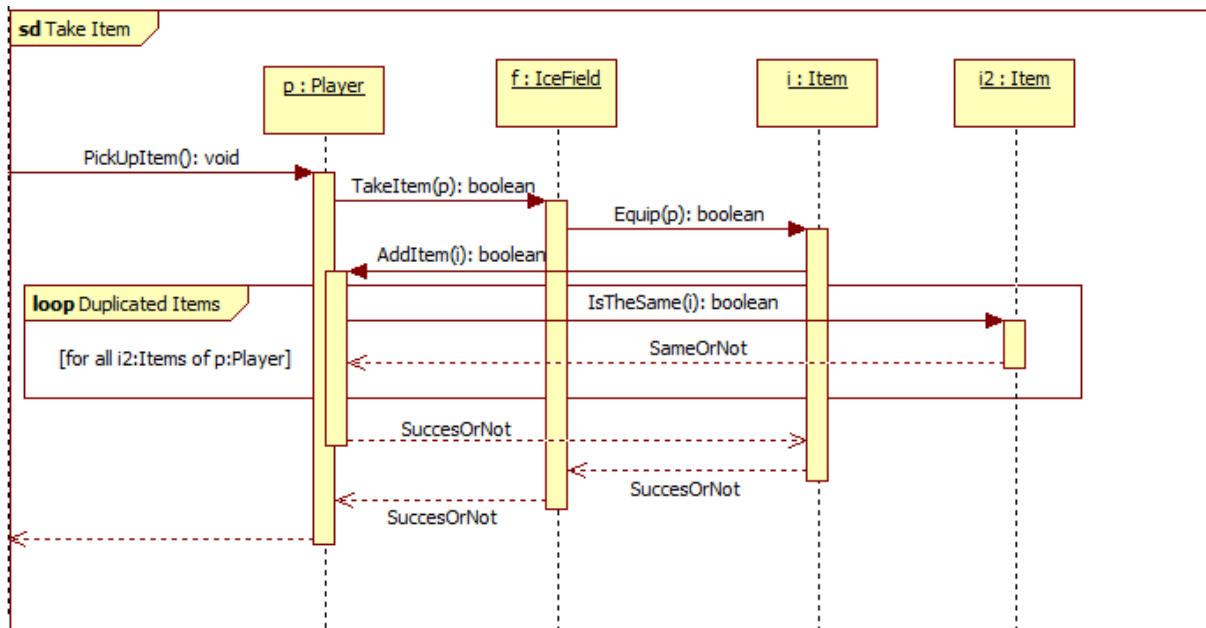 sd Take Item
p : Player
f : IceField
i : Item
i2 : Item
PickUpItem(): void
TakeItem(p): boolean
Equip(p): boolean
AddItem(i): boolean
loop Duplicated Items
IsTheSame(i): boolean
[for all i2:Items of p:Player]
SameOrNot
SuccesOrNot
SuccesOrNot
SuccesOrNot